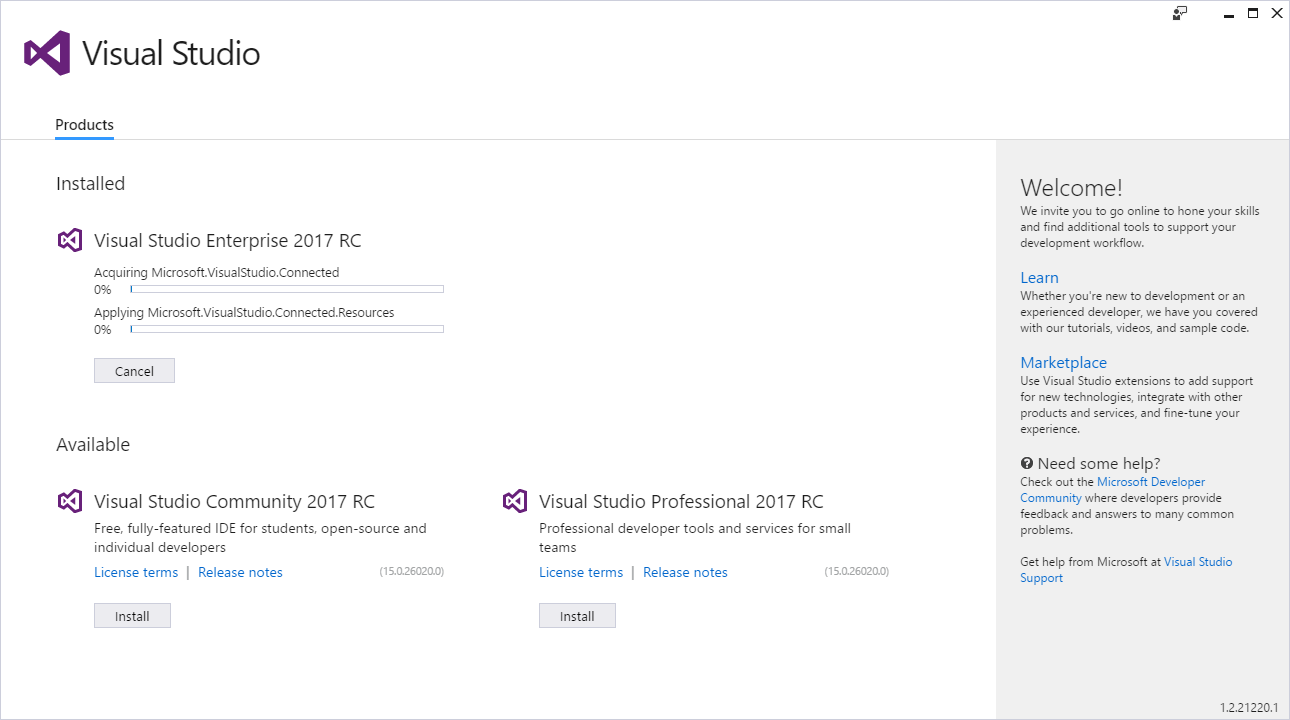 Visual Studio
Products
Installed
Visual Studio Enterprise 2017 RC
Acquiring Microsoft.VisualStudio.Connected
0%
Applying Microsoft.VisualStudio.Connected.Resources
0%
Cancel
Available
Visual Studio Community 2017 RC
Free, fully-featured IDE for students, open-source and
individual developers
License terms | Release notes (15.0.26020.0)
Install
Visual Studio Professional 2017 RC
Professional developer tools and services for small
teams
License terms | Release notes (15.0.26020.0)
Install
Welcome!
We invite you to go online to hone your skills
and find additional tools to support your
development workflow.
Learn
Whether you're new to development or an
experienced developer, we have you covered
with our tutorials, videos, and sample code.
Marketplace
Use Visual Studio extensions to add support
for new technologies, integrate with other
products and services, and fine-tune your
experience.
Need some help?
Check out the Microsoft Developer
Community where developers provide
feedback and answers to many common
problems.
Get help from Microsoft at Visual Studio
Support
1.2.21220.1